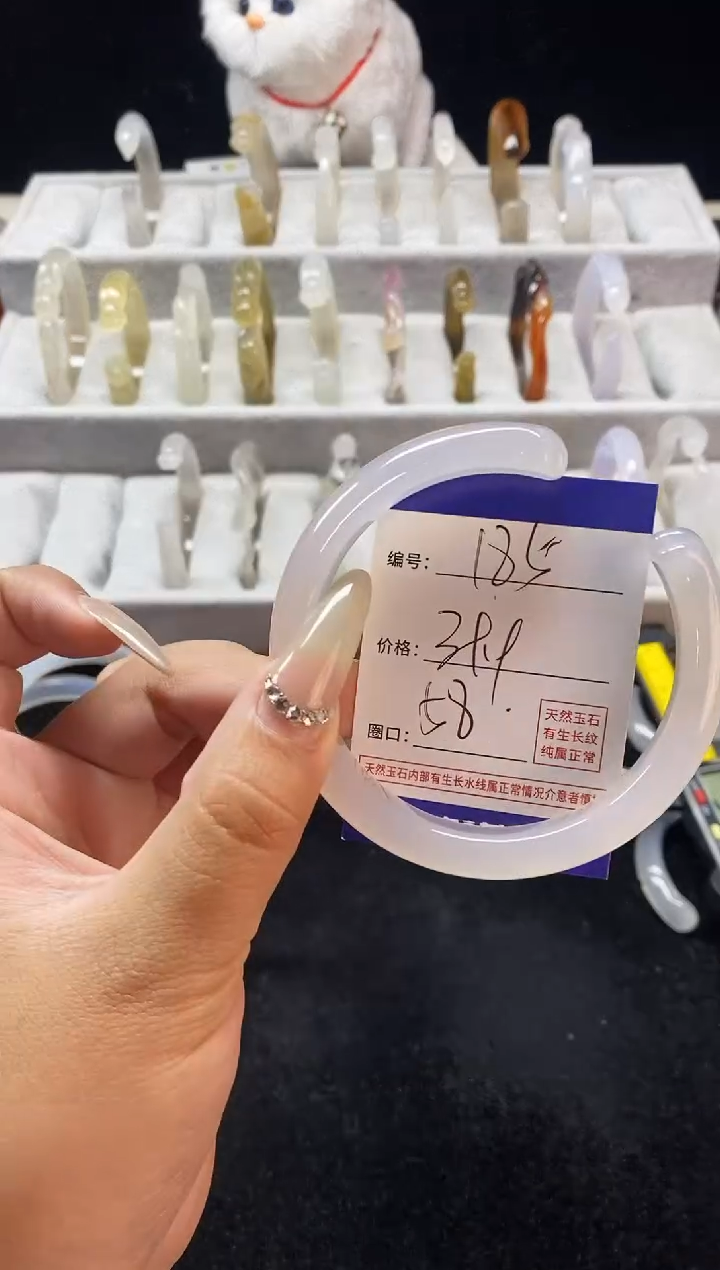 编号: 185
价格: 344
圈口: 58.
天然玉石
有生长纹
纯属正常
天然玉石内部有生长水线属正常情况介意者慎